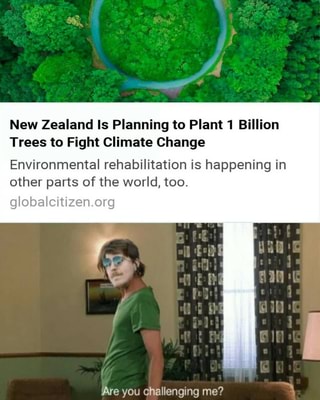 New Zealand Is Planning to Plant 1 Billion
Trees to Fight Climate Change
Environmental rehabilitation is happening in
other parts of the world, too.
globalcitizen.org
Are you challenging me?